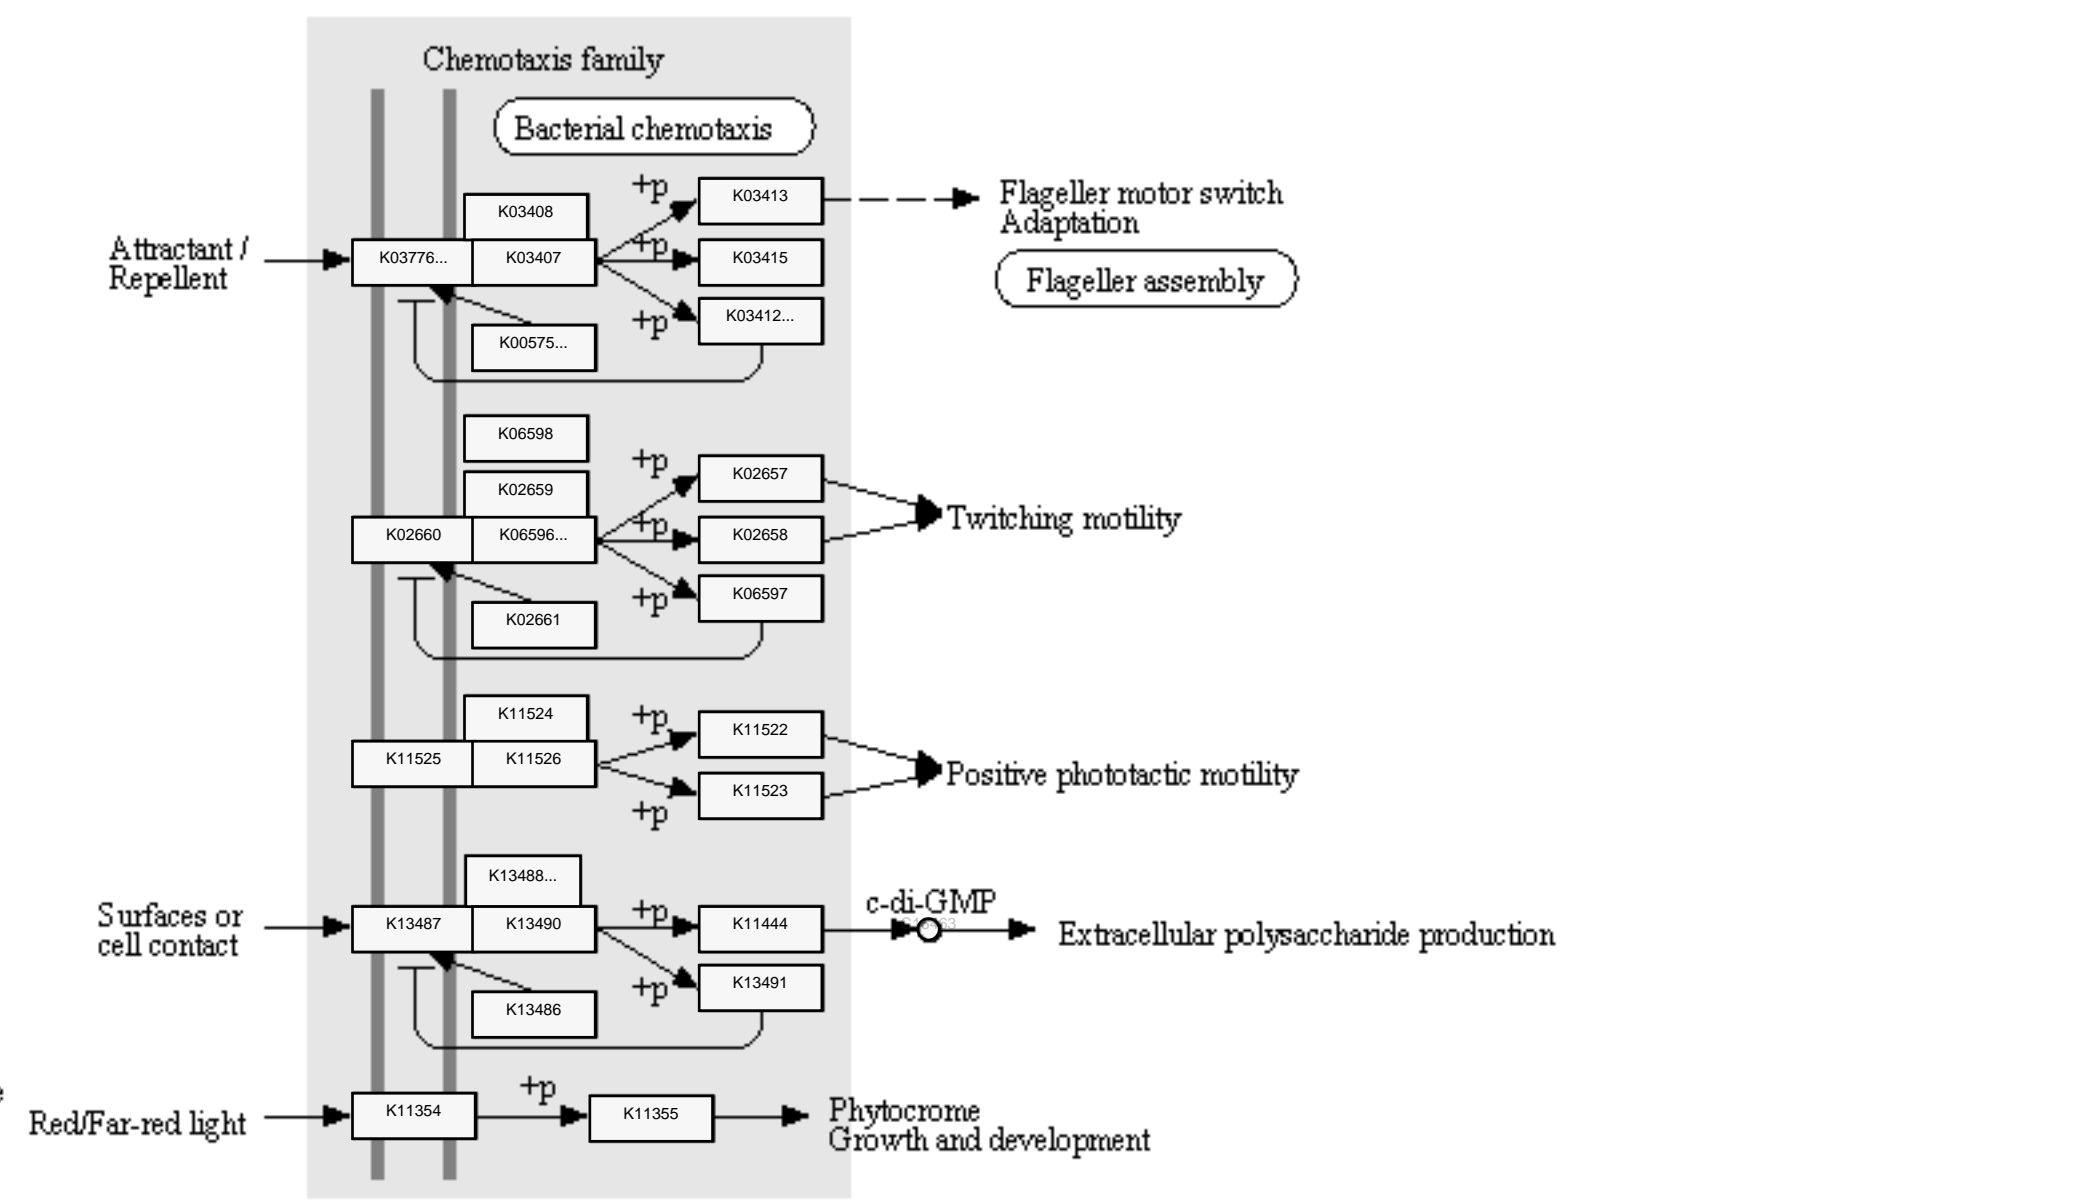 Chemotaxis family
Bacterial chemotaxis
+p
K03413
Flageller motor switch
Adaptation
K03408
Attractant /
Repellent
K03776...
K03407
+p
K03415
Flageller assembly
+p
K03412...
K00575...
K06598
+p
K02657
K02659
Twitching motility
K02660
K06596...
+p
K02658
+p
K06597
K02661
K11524
+p
K11522
K11525
K11526
Positive phototactic motility
+p
K11523
K13488...
c-di-GMP
Surfaces or
cell contact
K13487
K13490
+p
K11444
Extracellular polysaccharide production
+p
K13491
K13486
+p
Red/Far-red light
K11354
K11355
Phytocrome
Growth and development